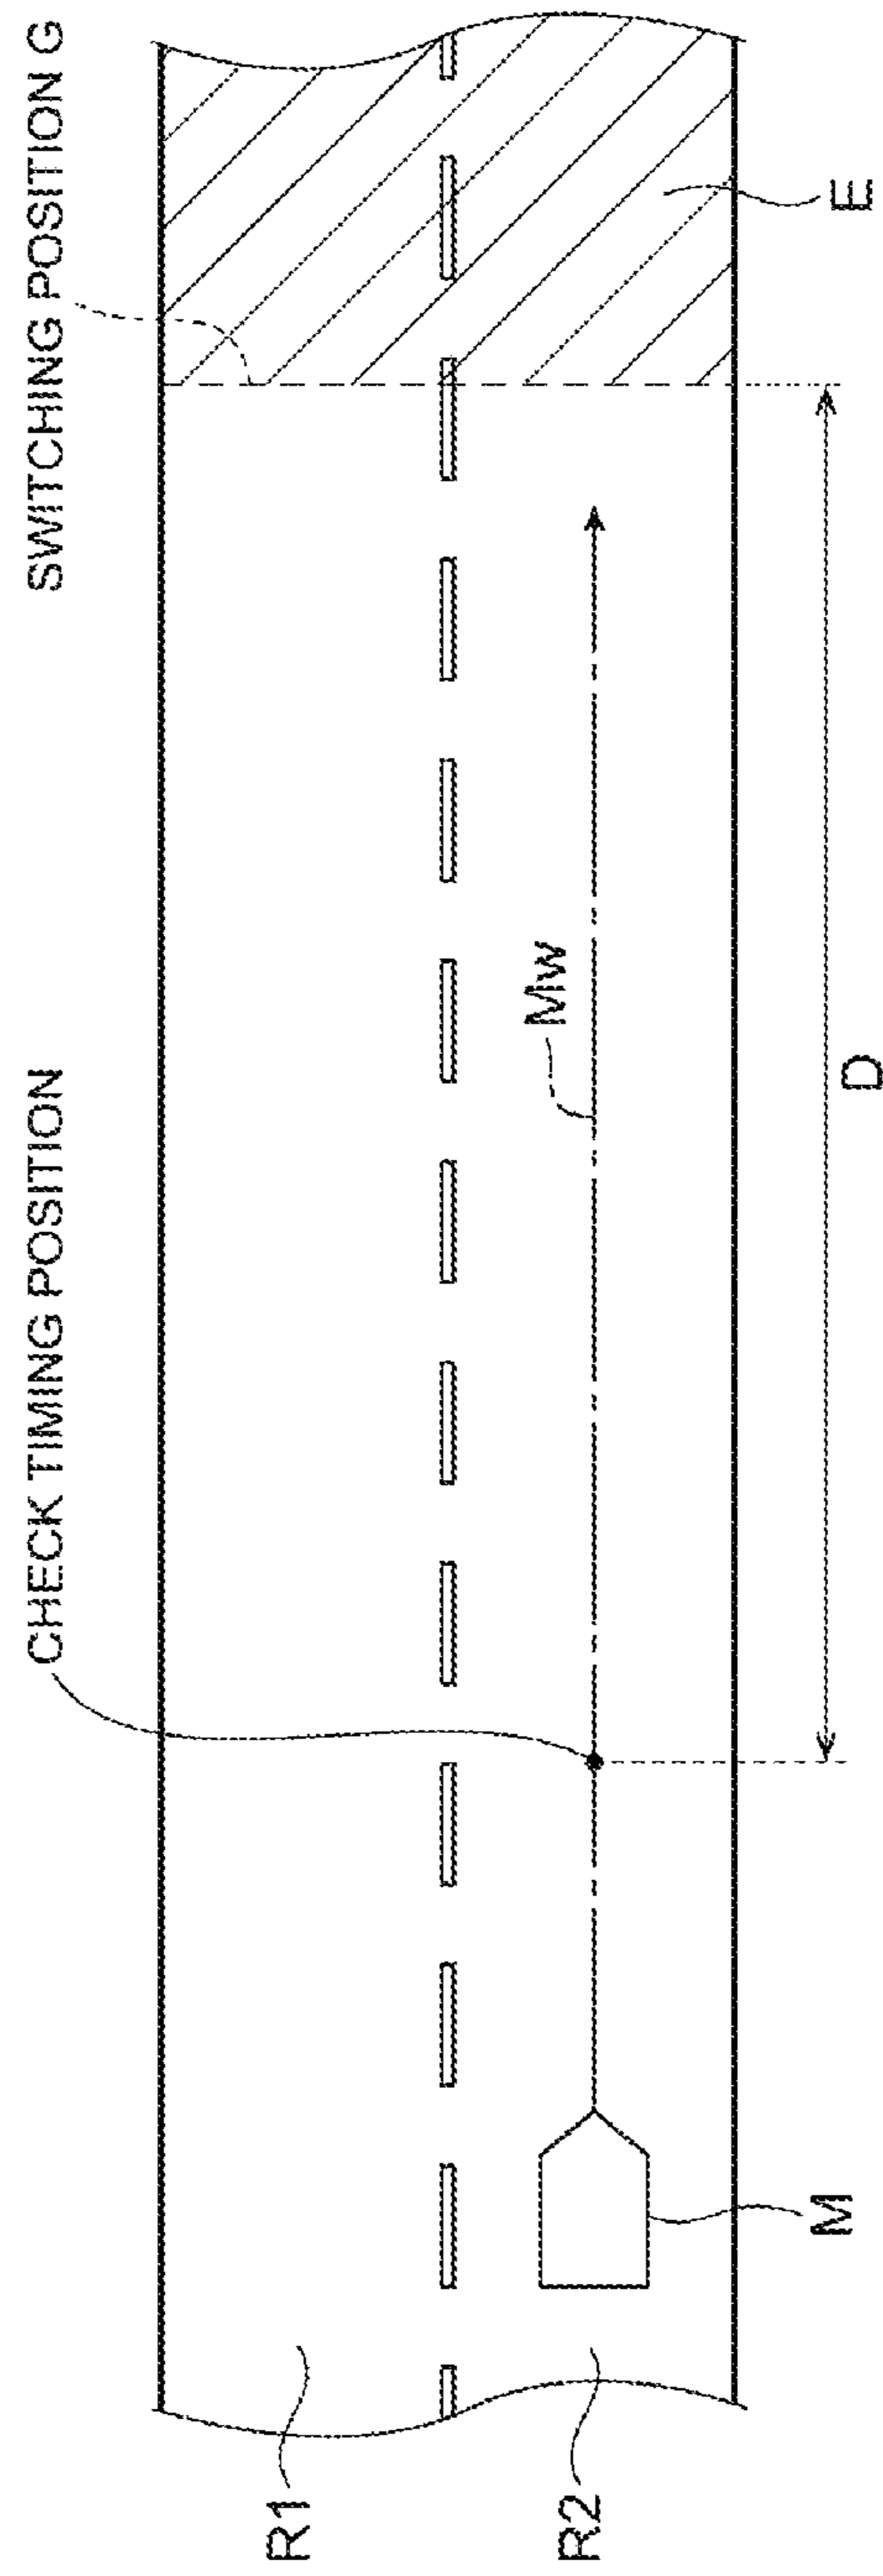 CHECK TIMING POSITION
SWITCHING POSITION G
R1
R2
Mw
M
D
E